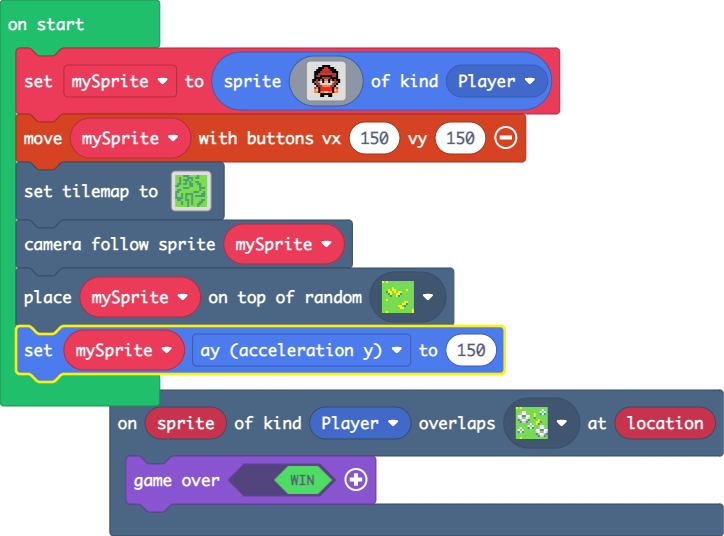 on start
set mySprite to sprite of kind Player
move mySprite with buttons vx 150 vy 150
set tilemap to
camera follow sprite mySprite
place mySprite on top of random
set mySprite ay (acceleration y) to 150
on sprite of kind Player overlaps at location
game over WIN